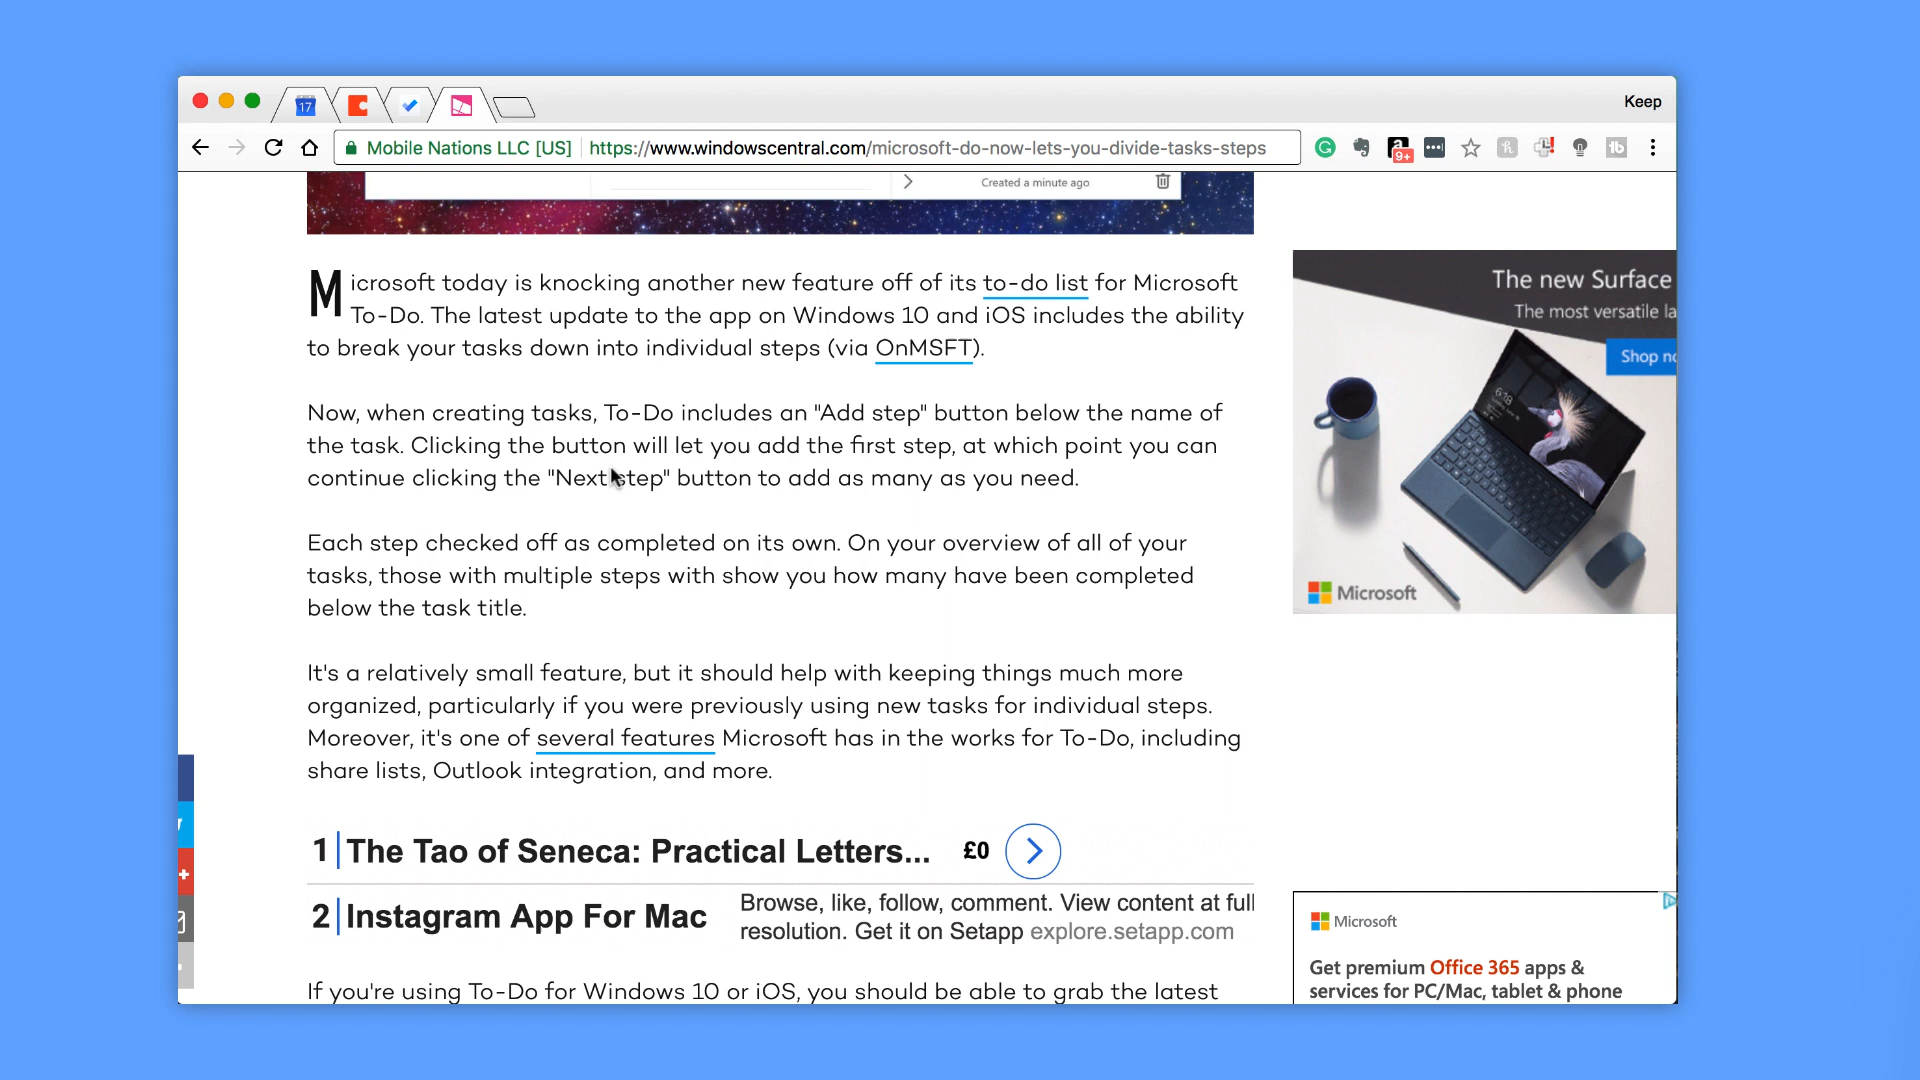 17
Keep
Mobile Nations LLC [US] https://www.windowscentral.com/microsoft-do-now-lets-you-divide-tasks-steps
9+
Created a minute ago
Microsoft today is knocking another new feature off of its to-do list for Microsoft
To-Do. The latest update to the app on Windows 10 and iOS includes the ability
to break your tasks down into individual steps (via OnMSFT).
Now, when creating tasks, To-Do includes an "Add step" button below the name of
the task. Clicking the button will let you add the first step, at which point you can
continue clicking the "Next step" button to add as many as you need.
Each step checked off as completed on its own. On your overview of all of your
tasks, those with multiple steps with show you how many have been completed
below the task title.
It's a relatively small feature, but it should help with keeping things much more
organized, particularly if you were previously using new tasks for individual steps.
Moreover, it's one of several features Microsoft has in the works for To-Do, including
share lists, Outlook integration, and more.
1 The Tao of Seneca: Practical Letters... £0
2 Instagram App For Mac
Browse, like, follow, comment. View content at full
resolution. Get it on Setapp explore.setapp.com
If you're using To-Do for Windows 10 or iOS, you should be able to grab the latest
The new Surface
The most versatile la
Shop no
6:18
Microsoft
Microsoft
Get premium Office 365 apps &
services for PC/Mac, tablet & phone